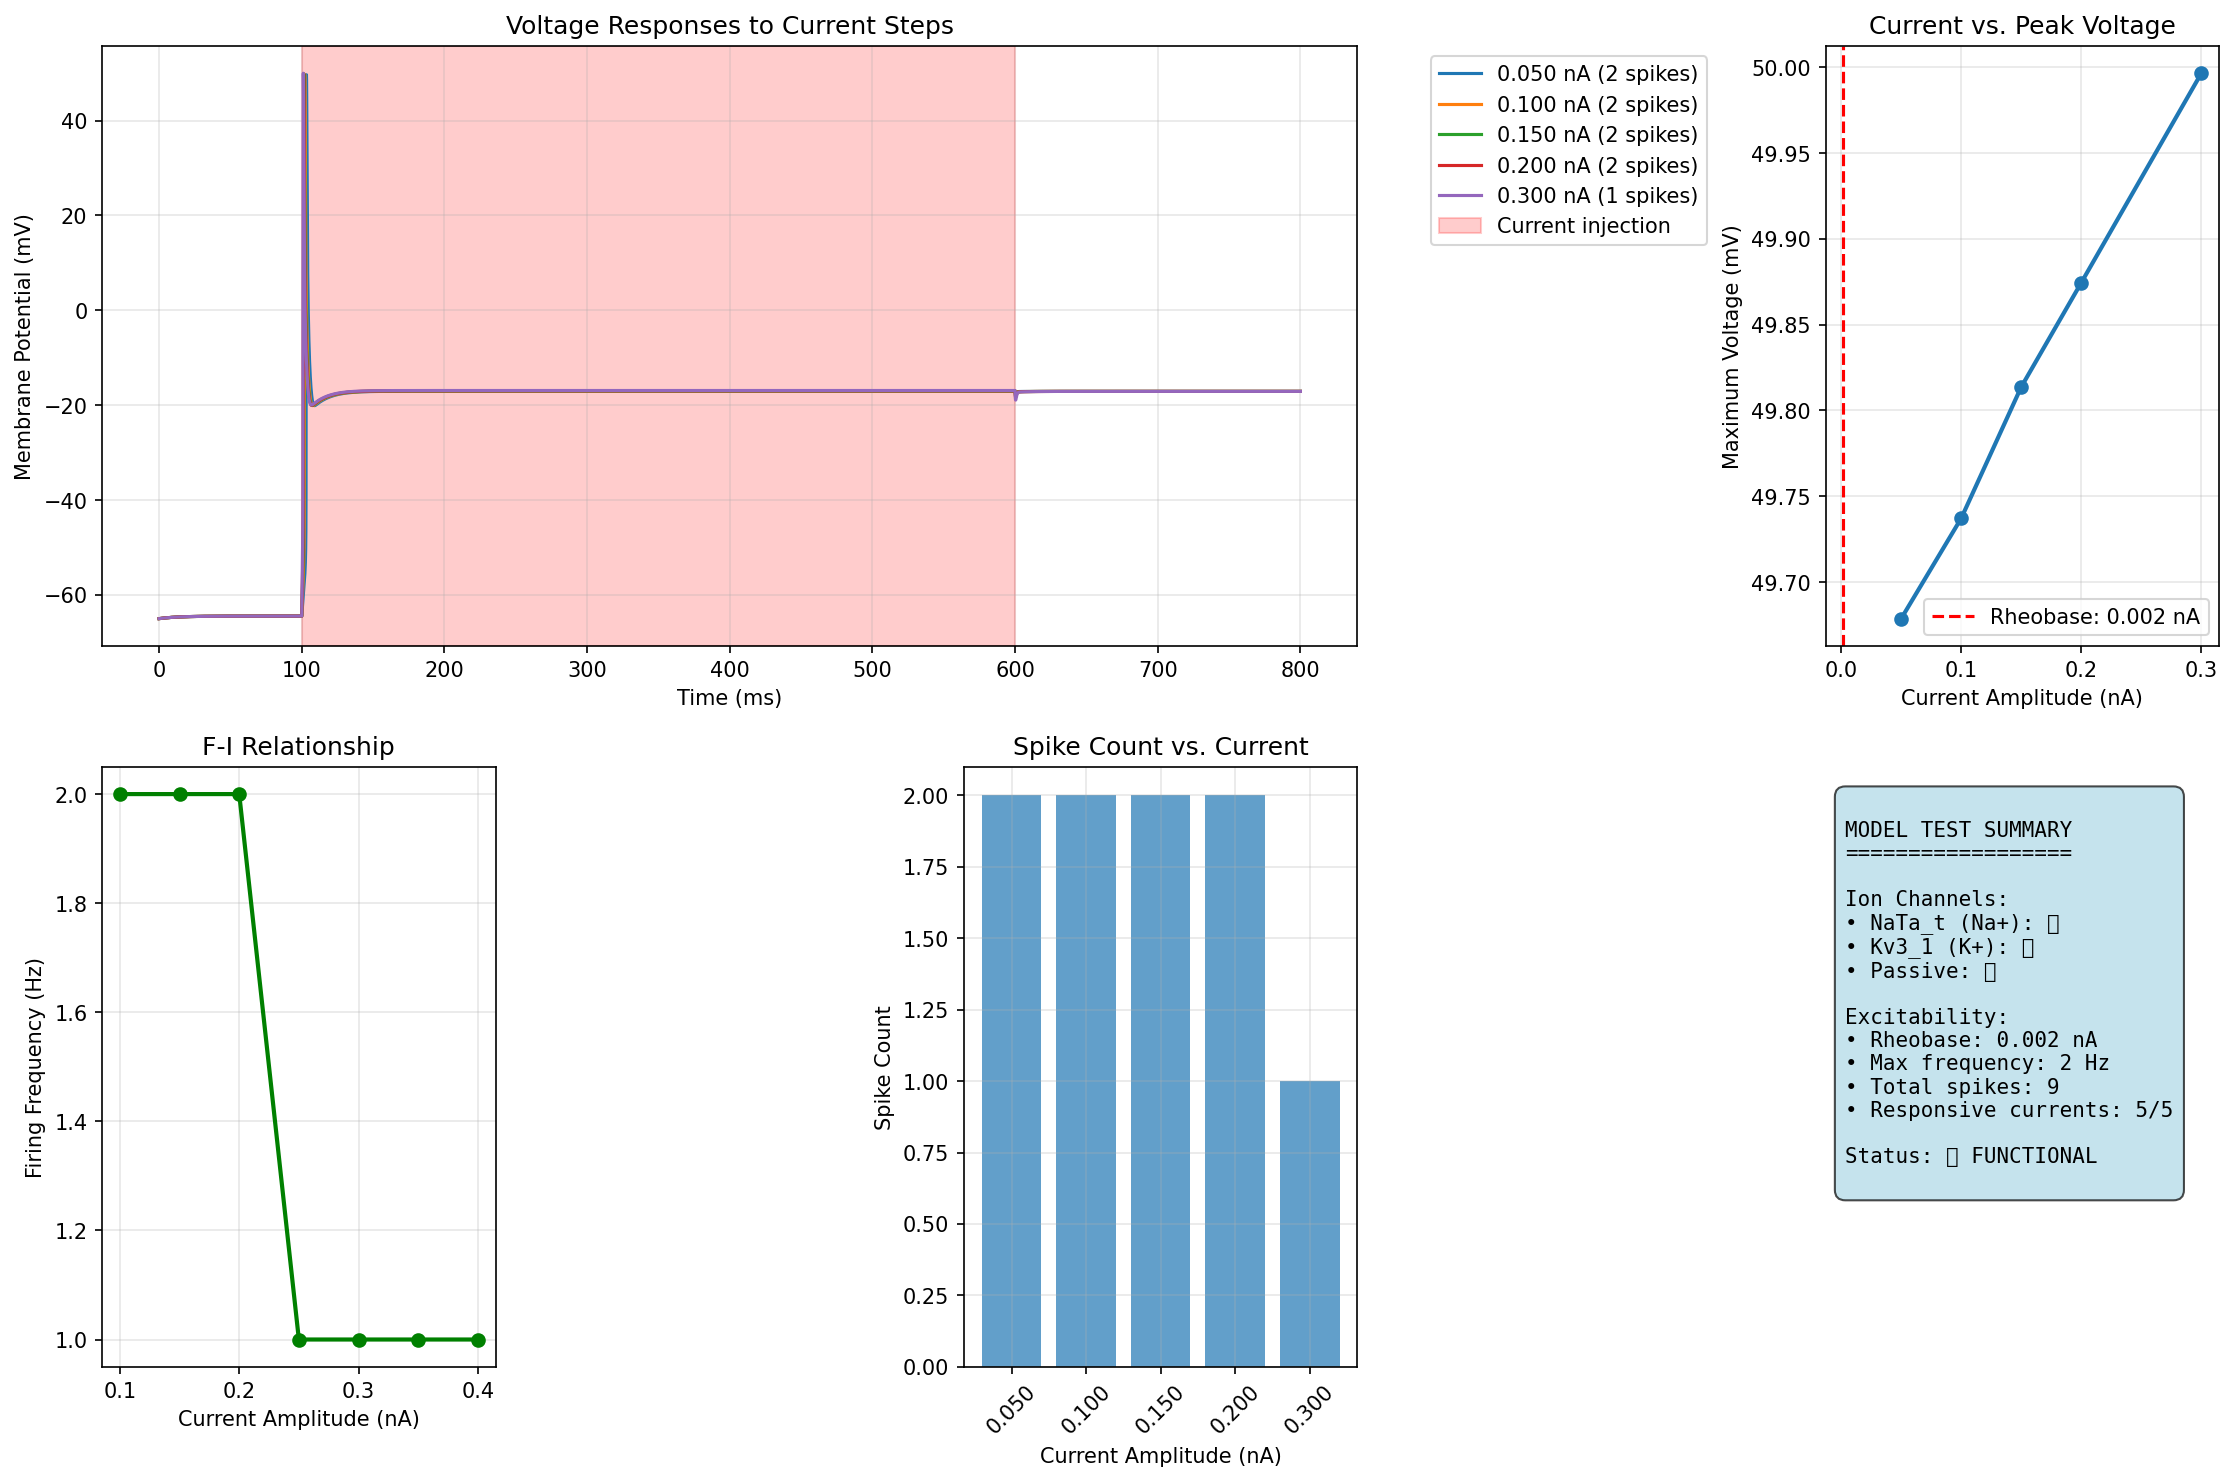 Voltage Responses to Current Steps
Membrane Potential (mV)
40
20
0
−20
−40
−60
0 100 200 300 400 500 600 700 800
Time (ms)
0.050 nA (2 spikes)
0.100 nA (2 spikes)
0.150 nA (2 spikes)
0.200 nA (2 spikes)
0.300 nA (1 spikes)
Current injection
Current vs. Peak Voltage
Maximum Voltage (mV)
50.00
49.95
49.90
49.85
49.80
49.75
49.70
Rheobase: 0.002 nA
0.0 0.1 0.2 0.3
Current Amplitude (nA)
F-I Relationship
Firing Frequency (Hz)
2.0
1.8
1.6
1.4
1.2
1.0
0.1 0.2 0.3 0.4
Current Amplitude (nA)
Spike Count vs. Current
Spike Count
2.00
1.75
1.50
1.25
1.00
0.75
0.50
0.25
0.00
0.050 0.100 0.150 0.200 0.300
Current Amplitude (nA)
MODEL TEST SUMMARY
==================
Ion Channels:
• NaTa_t (Na+): ▯
• Kv3_1 (K+): ▯
• Passive: ▯
Excitability:
• Rheobase: 0.002 nA
• Max frequency: 2 Hz
• Total spikes: 9
• Responsive currents: 5/5
Status: ▯ FUNCTIONAL